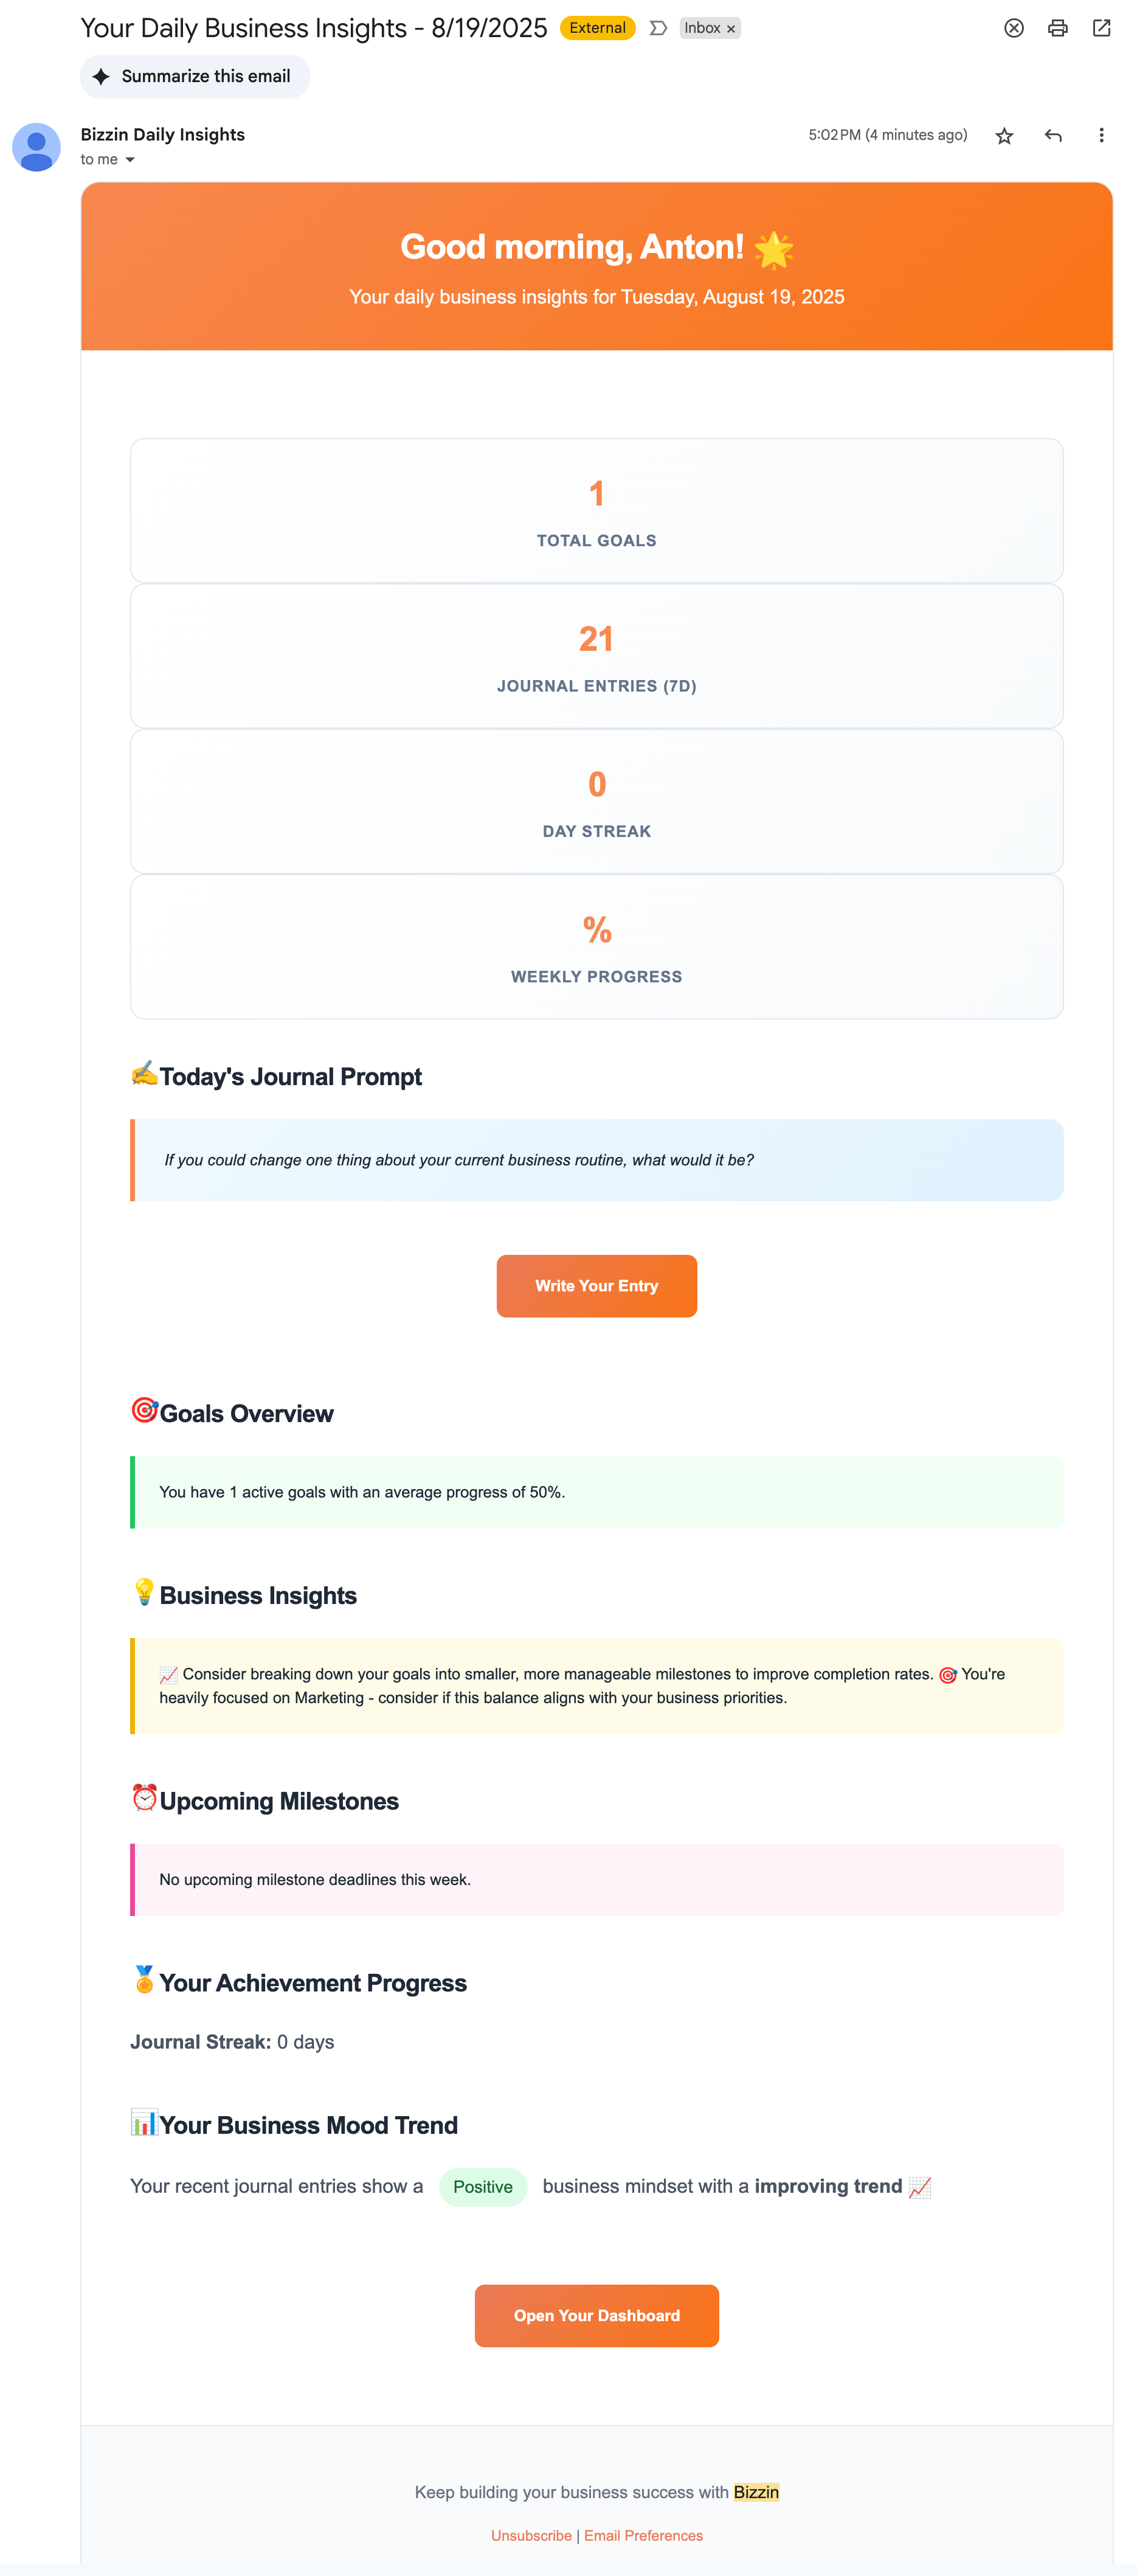 Your Daily Business Insights - 8/19/2025 External Inbox ×
Summarize this email
Bizzin Daily Insights 5:02 PM (4 minutes ago)
to me
Good morning, Anton! 🌟
Your daily business insights for Tuesday, August 19, 2025
1
TOTAL GOALS
21
JOURNAL ENTRIES (7D)
0
DAY STREAK
%
WEEKLY PROGRESS
✍️Today's Journal Prompt
If you could change one thing about your current business routine, what would it be?
Write Your Entry
🎯Goals Overview
You have 1 active goals with an average progress of 50%.
💡Business Insights
📈 Consider breaking down your goals into smaller, more manageable milestones to improve completion rates. 🎯 You're
heavily focused on Marketing - consider if this balance aligns with your business priorities.
⏰Upcoming Milestones
No upcoming milestone deadlines this week.
🏅Your Achievement Progress
Journal Streak: 0 days
📊Your Business Mood Trend
Your recent journal entries show a Positive business mindset with a improving trend 📈
Open Your Dashboard
Keep building your business success with Bizzin
Unsubscribe | Email Preferences